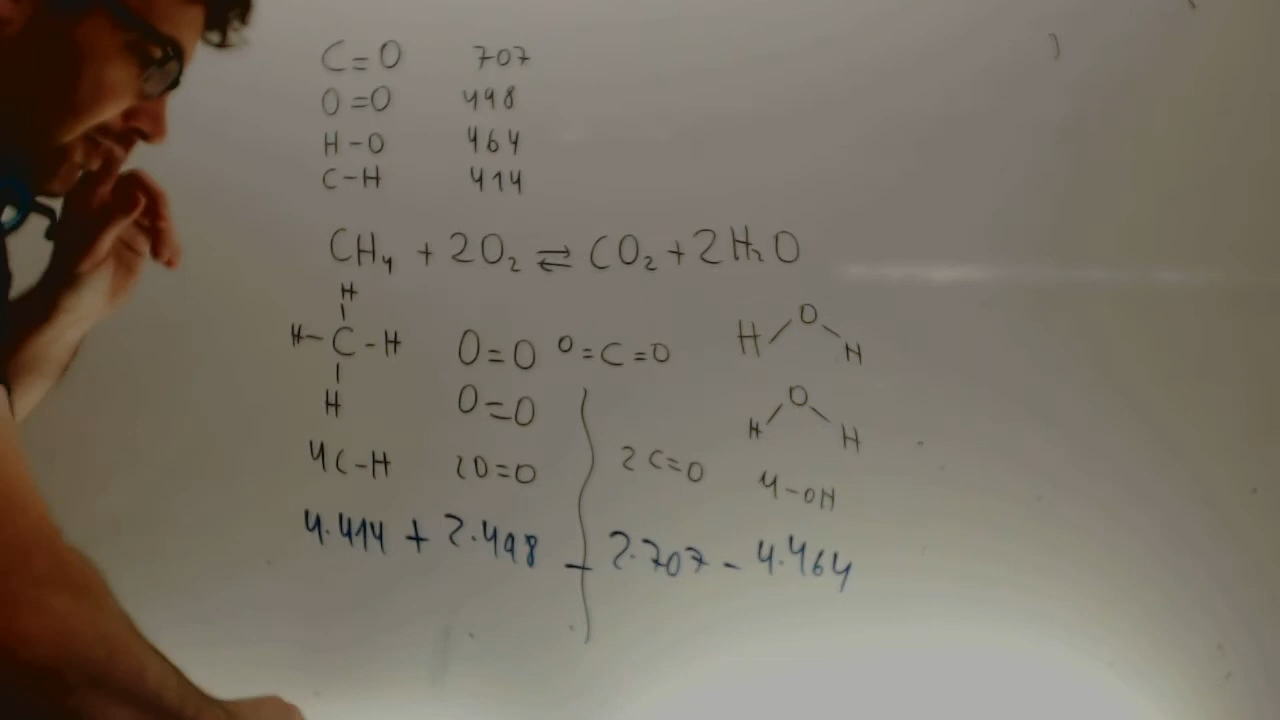 C=O 707
O=O 498
H-O 464
C-H 414
CH₄ + 2O₂ ⇌ CO₂ + 2H₂O
H
H-C-H O=O O=C=O H O H
H O=O H O H
4C-H 2O=O 2C=O 4-OH
4·414 + 2·498 - 2·707 - 4·464